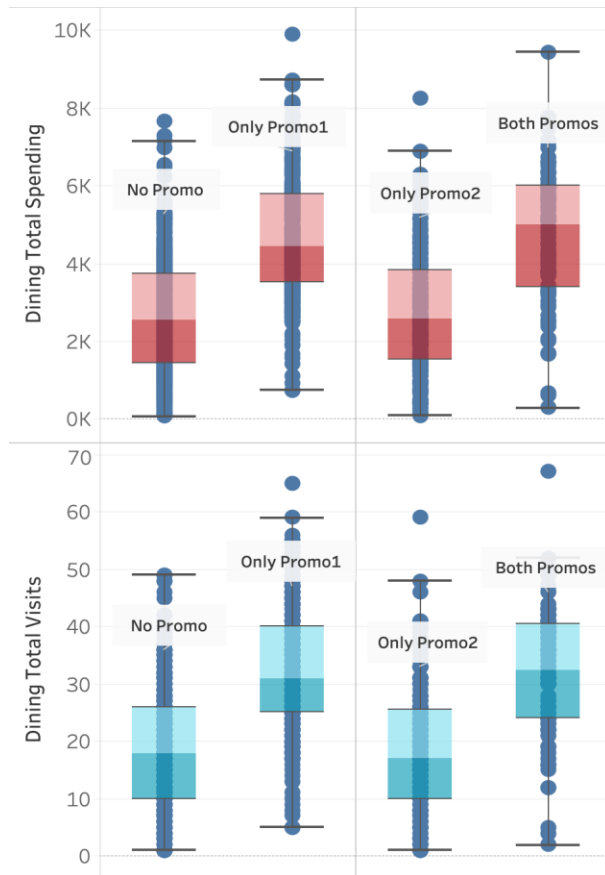 10K
8K
6K
4K
2K
0K
Dining Total Spending
No Promo
Only Promo1
Only Promo2
Both Promos
70
60
50
40
30
20
10
0
Dining Total Visits
No Promo
Only Promo1
Only Promo2
Both Promos